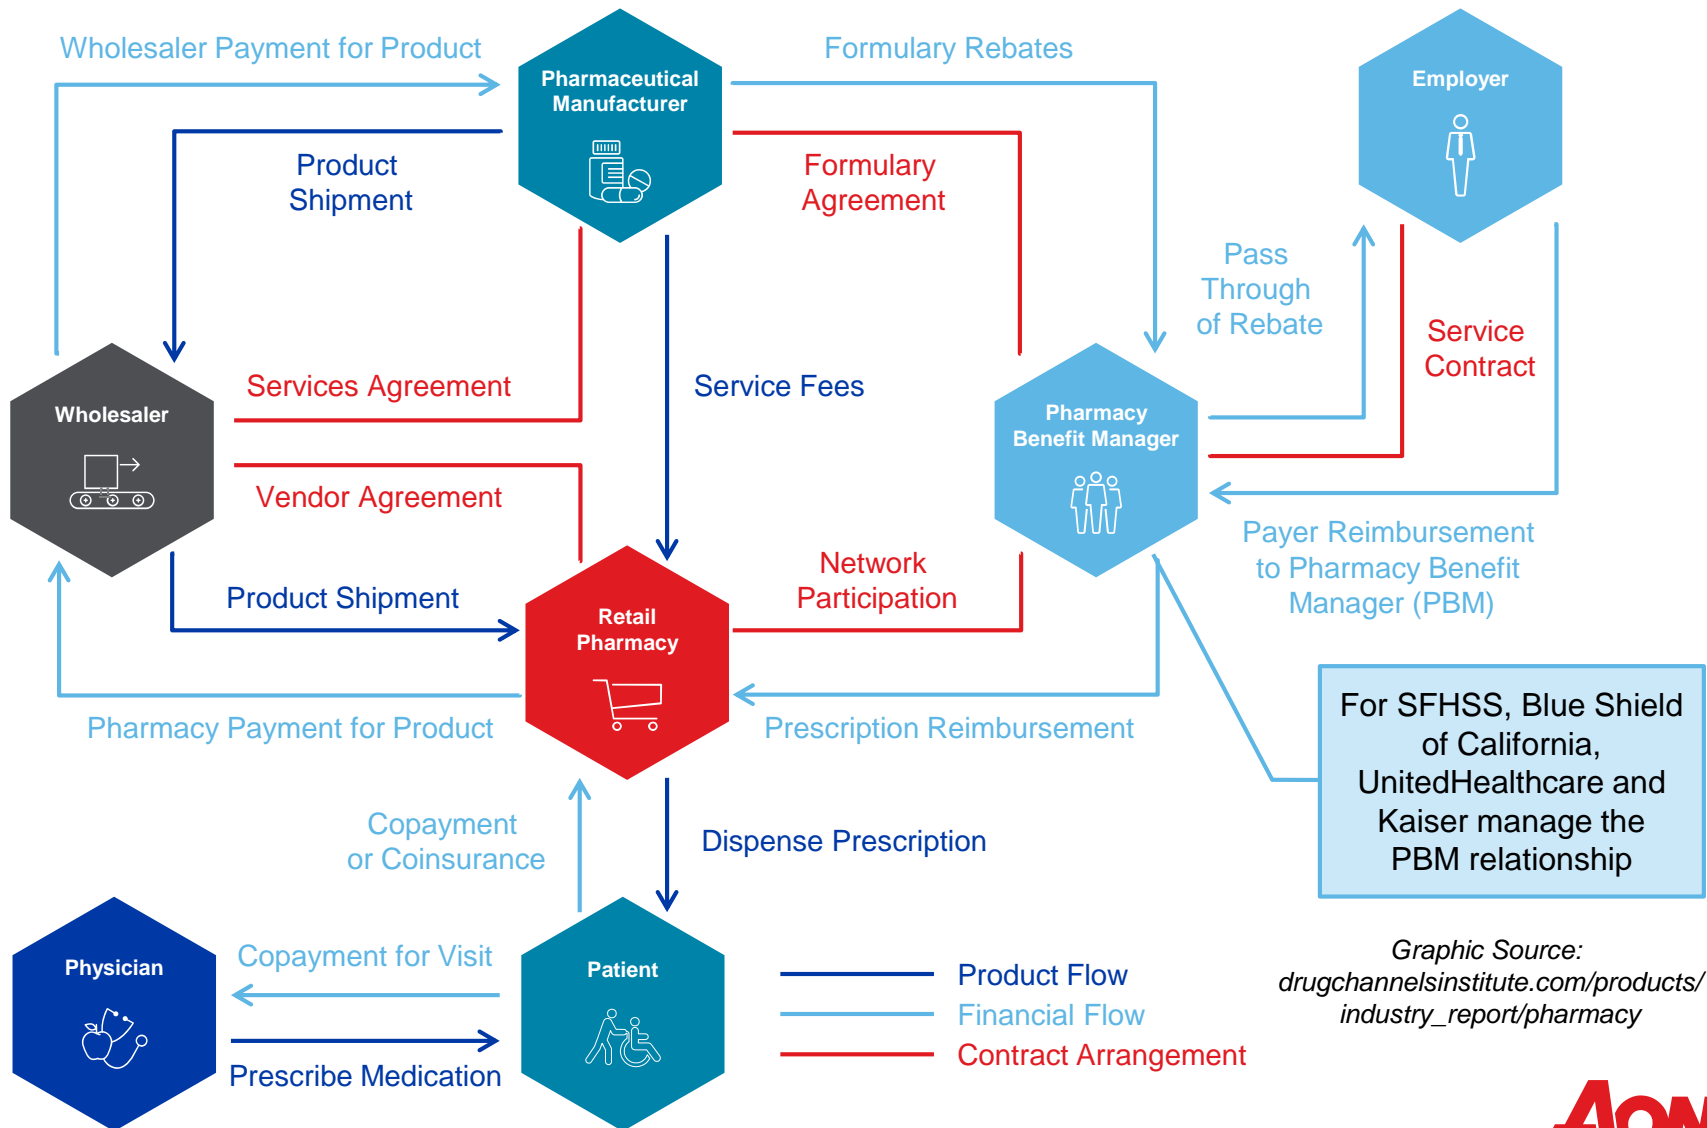 Wholesaler Payment for Product
Formulary Rebates
Pharmaceutical
Manufacturer
Employer
Product
Shipment
Formulary
Agreement
Pass
Through
of Rebate
Service
Contract
Services Agreement
Service Fees
Wholesaler
Pharmacy
Benefit Manager
Vendor Agreement
Payer Reimbursement
to Pharmacy Benefit
Manager (PBM)
Product Shipment
Network
Participation
Retail
Pharmacy
Pharmacy Payment for Product
Prescription Reimbursement
For SFHSS, Blue Shield
of California,
UnitedHealthcare and
Kaiser manage the
PBM relationship
Copayment
or Coinsurance
Dispense Prescription
Physician
Copayment for Visit
Patient
Prescribe Medication
Product Flow
Financial Flow
Contract Arrangement
Graphic Source:
drugchannelsinstitute.com/products/
industry_report/pharmacy
AON